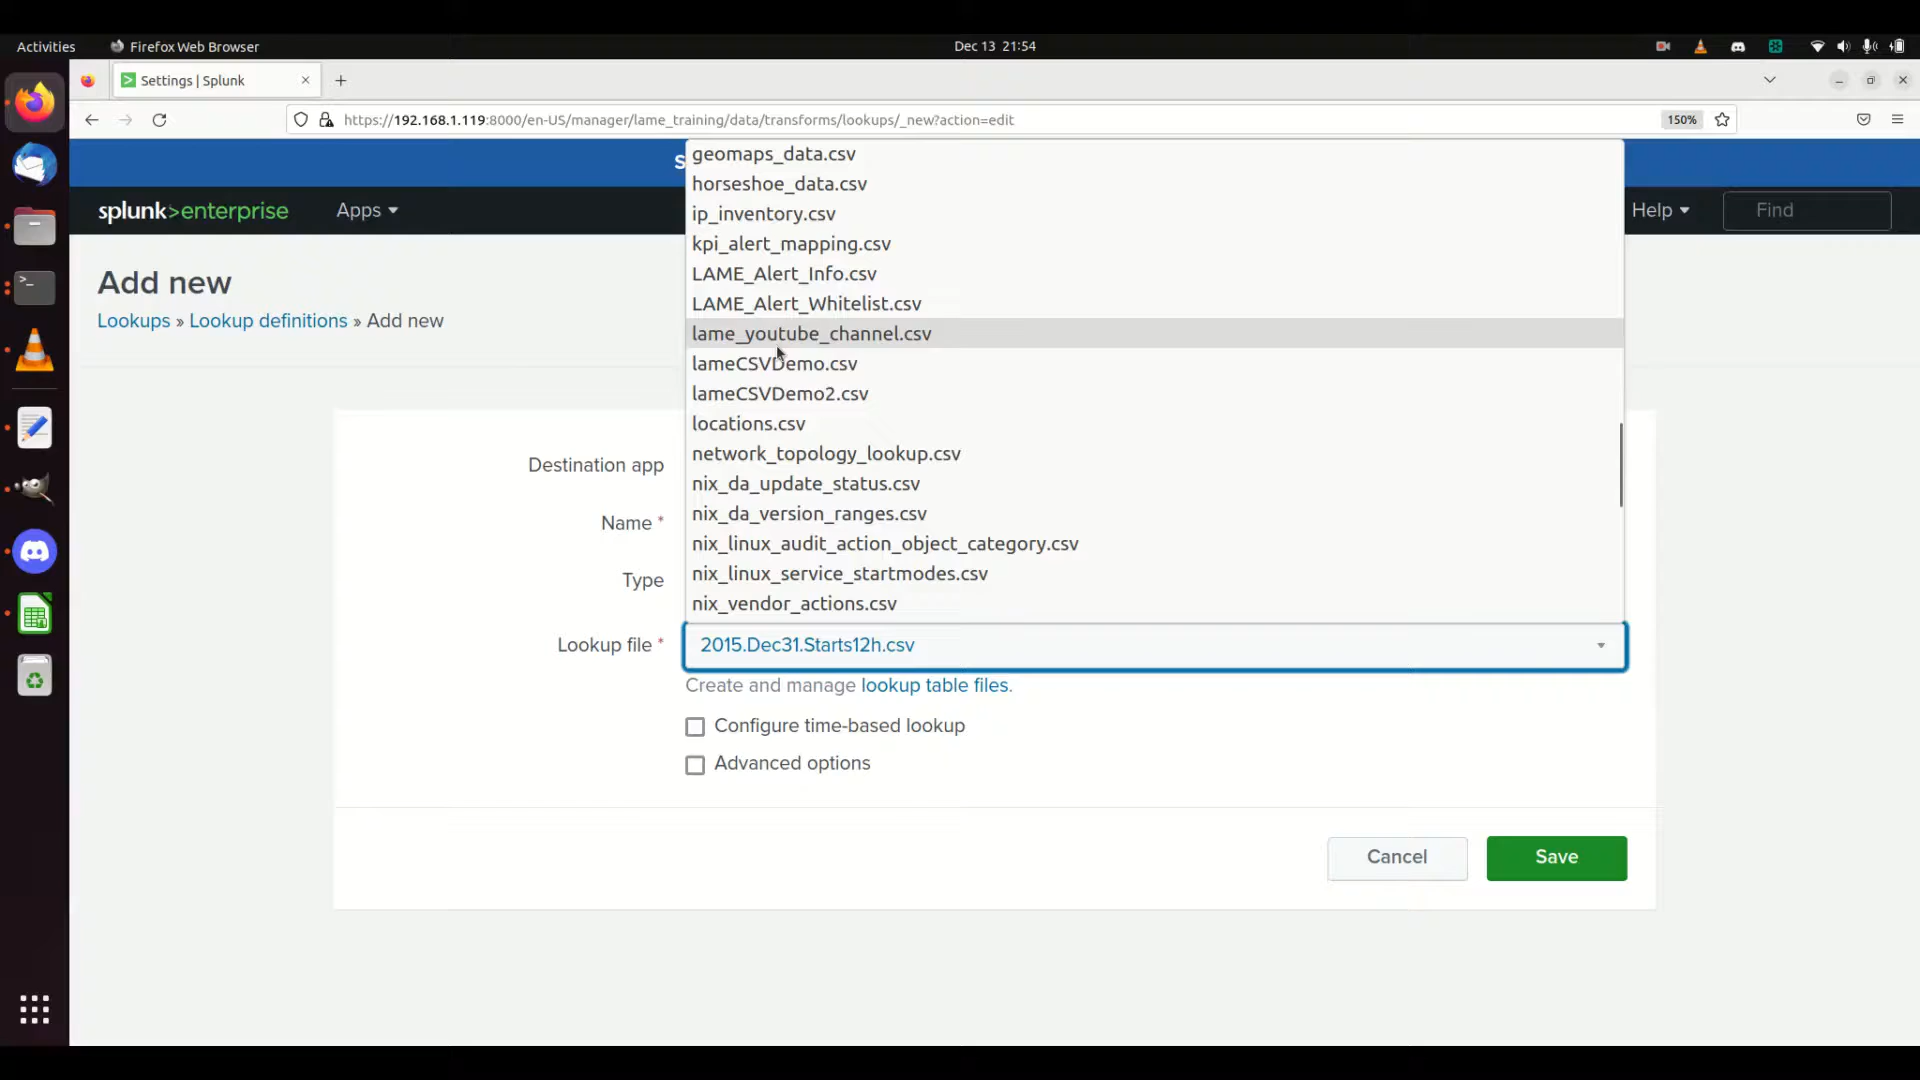 Activities
Firefox Web Browser
Dec 13 21:54
Settings | Splunk
https://192.168.1.119:8000/en-US/manager/lame_training/data/transforms/lookups/_new?action=edit
150%
S
splunk>enterprise
Apps
Help
Find
Add new
Lookups » Lookup definitions » Add new
geomaps_data.csv
horseshoe_data.csv
ip_inventory.csv
kpi_alert_mapping.csv
LAME_Alert_Info.csv
LAME_Alert_Whitelist.csv
lame_youtube_channel.csv
lameCSVDemo.csv
lameCSVDemo2.csv
locations.csv
network_topology_lookup.csv
nix_da_update_status.csv
nix_da_version_ranges.csv
nix_linux_audit_action_object_category.csv
nix_linux_service_startmodes.csv
nix_vendor_actions.csv
Destination app
Name *
Type
Lookup file *
2015.Dec31.Starts12h.csv
Create and manage lookup table files.
Configure time-based lookup
Advanced options
Cancel
Save